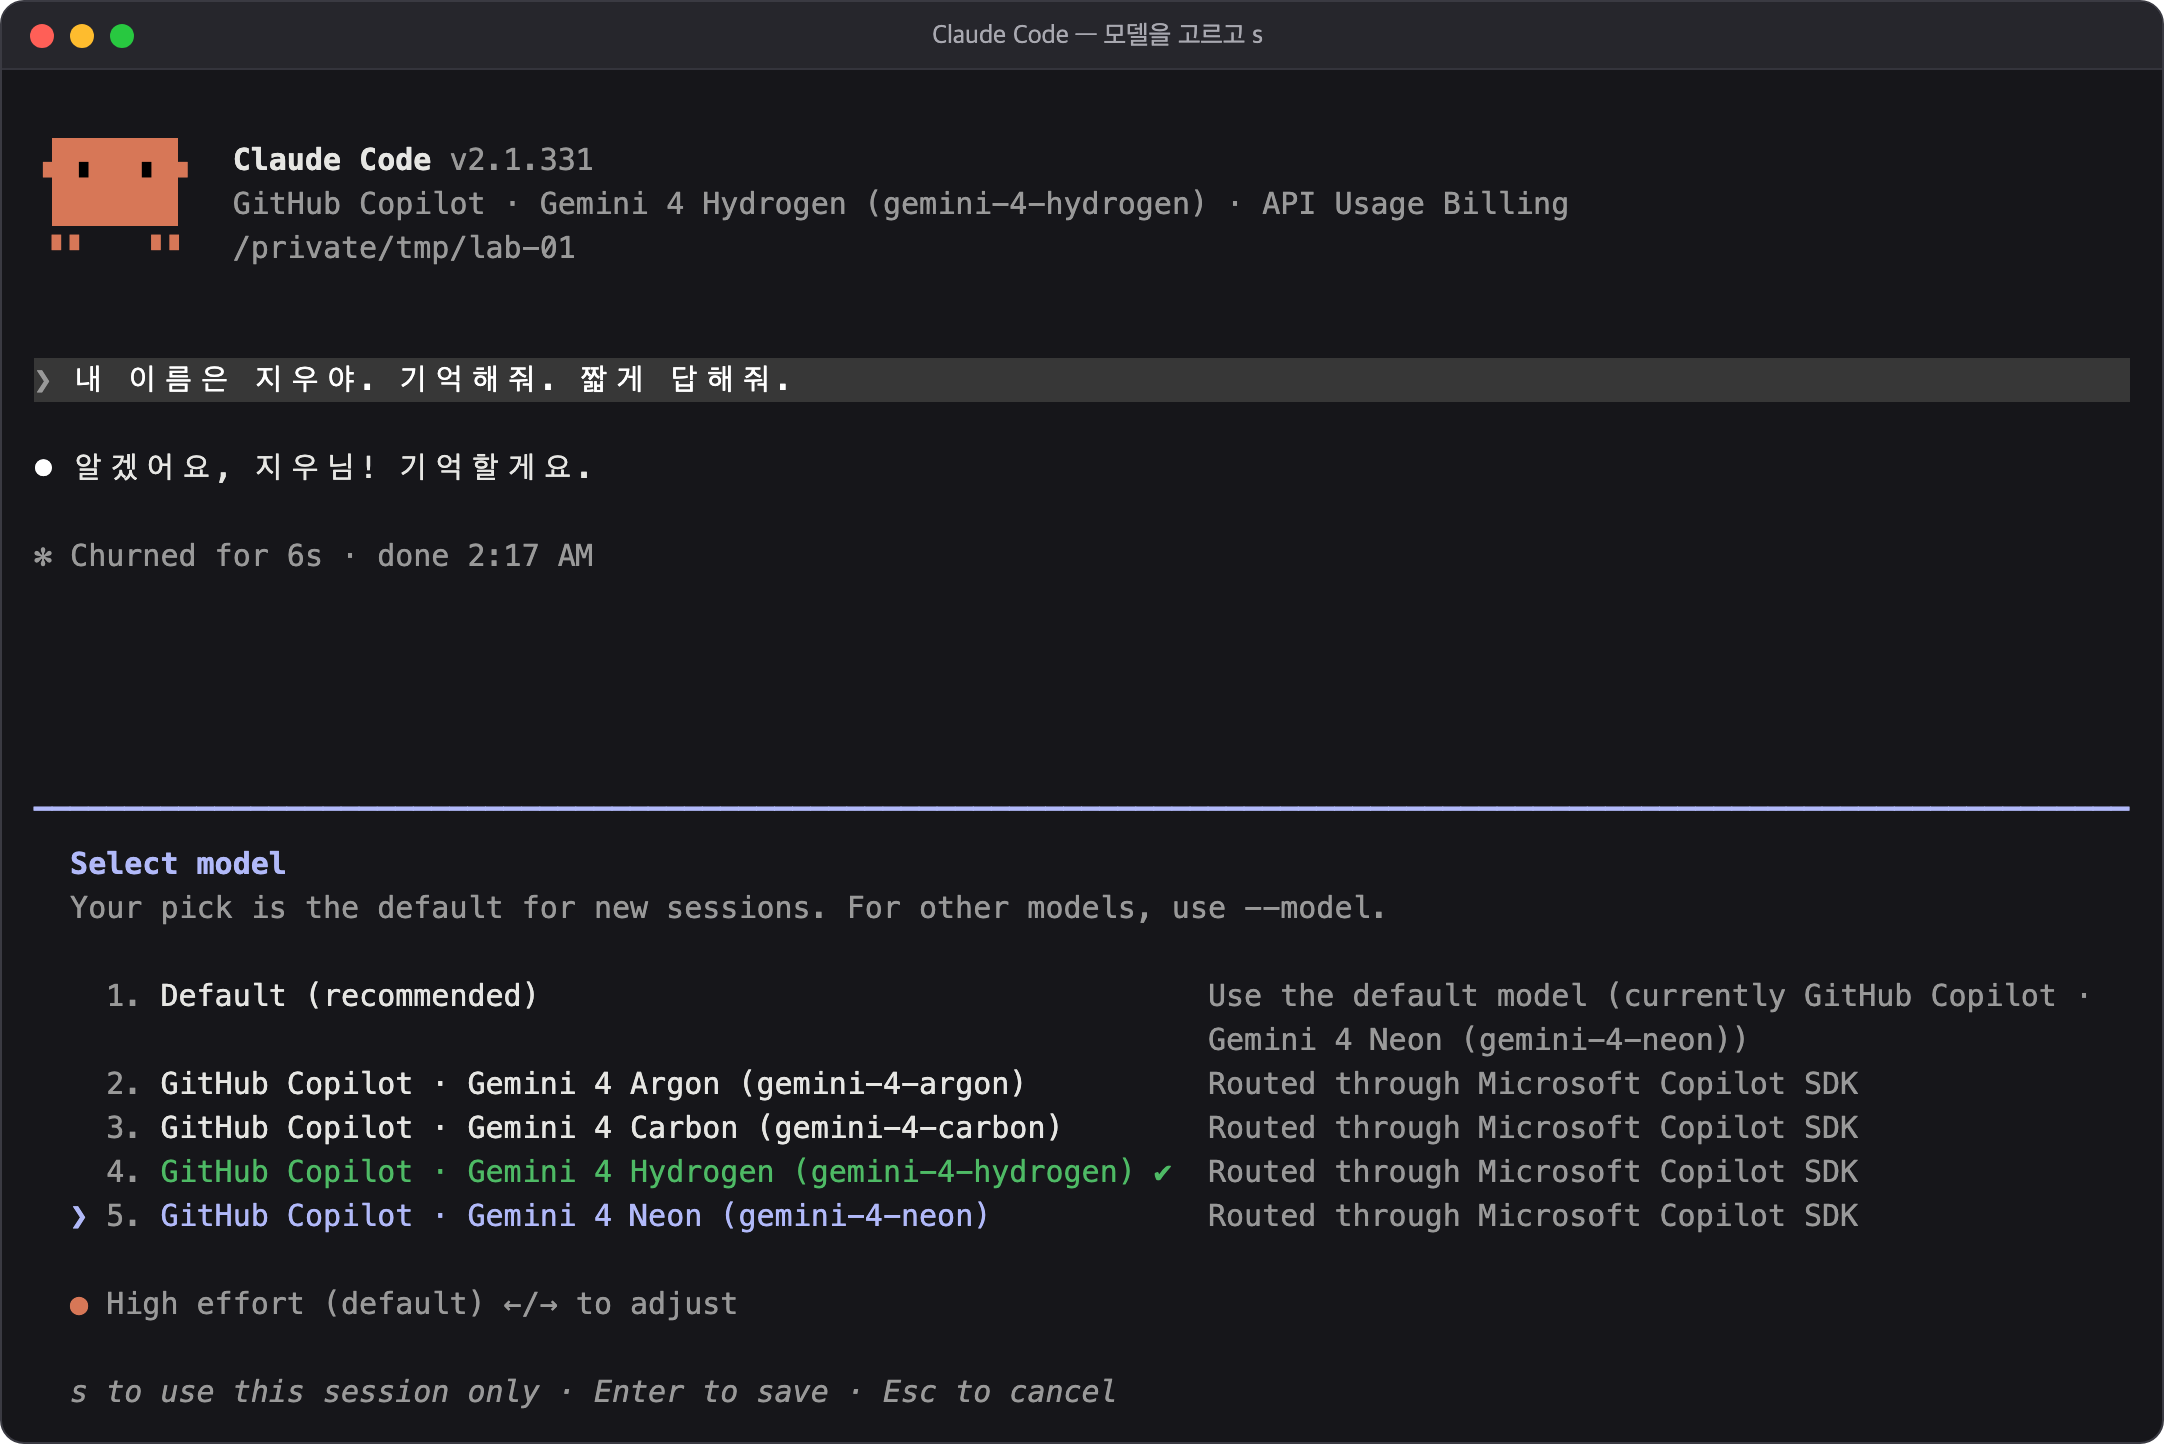 Claude Code — 모델을 고르고 s
Claude Code v2.1.331
GitHub Copilot · Gemini 4 Hydrogen (gemini-4-hydrogen) · API Usage Billing
/private/tmp/lab-01
❯ 내 이름은 지우야. 기억해줘. 짧게 답해줘.
● 알겠어요, 지우님! 기억할게요.
✻ Churned for 6s · done 2:17 AM
Select model
Your pick is the default for new sessions. For other models, use --model.
1. Default (recommended) Use the default model (currently GitHub Copilot ·
Gemini 4 Neon (gemini-4-neon))
2. GitHub Copilot · Gemini 4 Argon (gemini-4-argon) Routed through Microsoft Copilot SDK
3. GitHub Copilot · Gemini 4 Carbon (gemini-4-carbon) Routed through Microsoft Copilot SDK
4. GitHub Copilot · Gemini 4 Hydrogen (gemini-4-hydrogen) ✔ Routed through Microsoft Copilot SDK
❯ 5. GitHub Copilot · Gemini 4 Neon (gemini-4-neon) Routed through Microsoft Copilot SDK
● High effort (default) ←/→ to adjust
s to use this session only · Enter to save · Esc to cancel